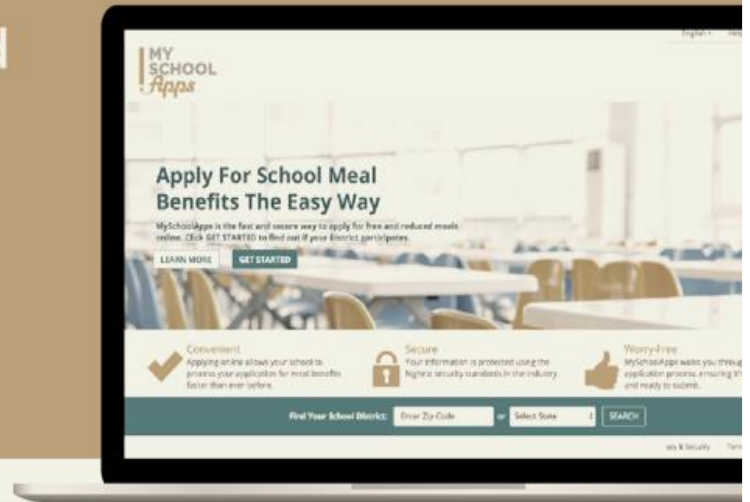 English
MY
SCHOOL
Apps
Apply For School Meal
Benefits The Easy Way
MySchoolApps is the fast and secure way to apply for free and reduced meals
online. Click GET STARTED to find out if your district participates.
LEARN MORE GET STARTED
Convenient
Applying online allows your school to
process your application for meal benefits
faster than ever before.
Secure
Your information is protected using the
highest security standards in the industry.
Worry-Free
MySchoolApps walks you throug
application process, ensuring it's
and ready to submit.
Find Your School District: Enter Zip Code or Select State SEARCH
& Security